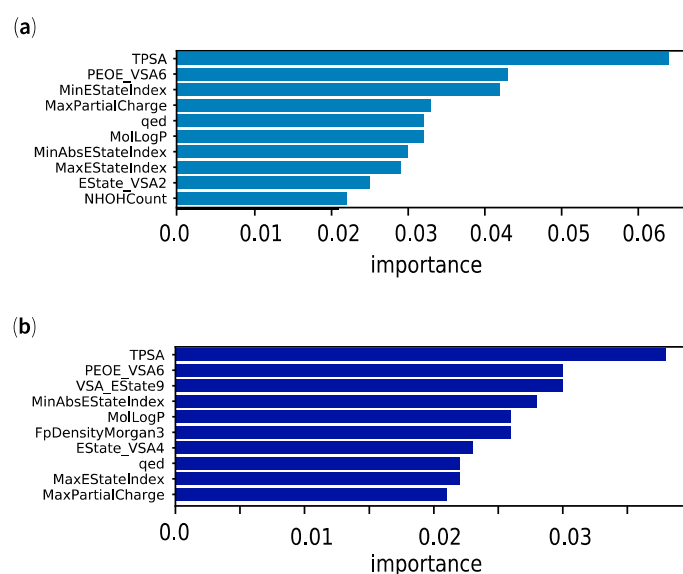 (a)
TPSA
PEOE_VSA6
MinEStateIndex
MaxPartialCharge
qed
MolLogP
MinAbsEStateIndex
MaxEStateIndex
EState_VSA2
NHOHCount
0.0 0.01 0.02 0.03 0.04 0.05 0.06
importance
(b)
TPSA
PEOE_VSA6
VSA_EState9
MinAbsEStateIndex
MolLogP
FpDensityMorgan3
EState_VSA4
qed
MaxEStateIndex
MaxPartialCharge
0.0 0.01 0.02 0.03
importance